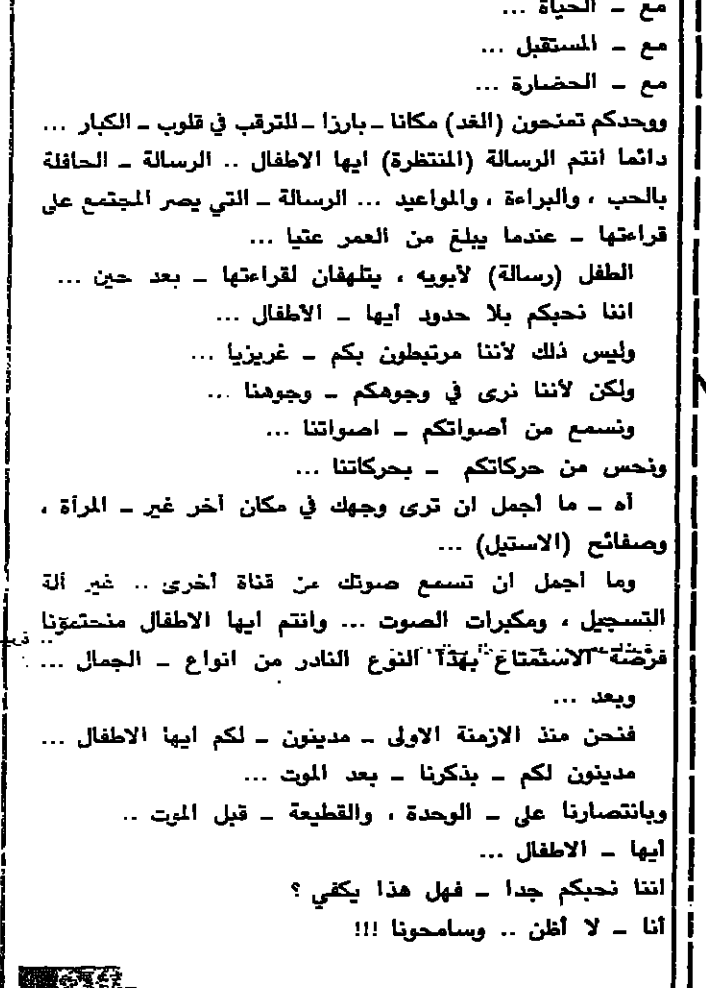 مع ـ الحياة ...
مع ـ المستقبل ...
مع ـ الحضارة ...
ووحدكم تمنحون (الغد) مكانا ـ بارزا ـ للترقب في قلوب ـ الكبار ...
دائما انتم الرسالة (المنتظرة) ايها الاطفال .. الرسالة ـ الحافلة
بالحب ، والبراءة ، والمواعيد ... الرسالة ـ التي يصر المجتمع على
قراءتها ـ عندما يبلغ من العمر عتيا ...
الطفل (رسالة) لأبويه ، يتلهفان لقراءتها ـ بعد حين ...
اننا نحبكم بلا حدود أيها ـ الأطفال ...
وليس ذلك لأننا مرتبطون بكم ـ غريزيا ...
ولكن لأننا نرى في وجوهكم ـ وجوهنا ...
ونسمع من أصواتكم ـ اصواتنا ...
ونحس من حركاتكم ـ بحركاتنا ...
أه ـ ما أجمل ان ترى وجهك في مكان أخر غير ـ المرأة ،
وصفائح (الاستيل) ...
وما اجمل ان تسمع صوتك من قناة أخرى .. غير ألة
التسجيل ، ومكبرات الصوت ... وانتم ايها الاطفال منحتمونا
فرصة الاستمتاع بهذا النوع النادر من انواع ـ الجمال ...
وبعد ...
فنحن منذ الازمنة الاولى ـ مدينون ـ لكم ايها الاطفال ...
مدينون لكم ـ بذكرنا ـ بعد الموت ...
وبانتصارنا على ـ الوحدة ، والقطيعة ـ قبل الموت ..
أيها ـ الاطفال ...
اننا نحبكم جدا ـ فهل هذا يكفي ؟
أنا ـ لا أظن .. وسامحونا !!!